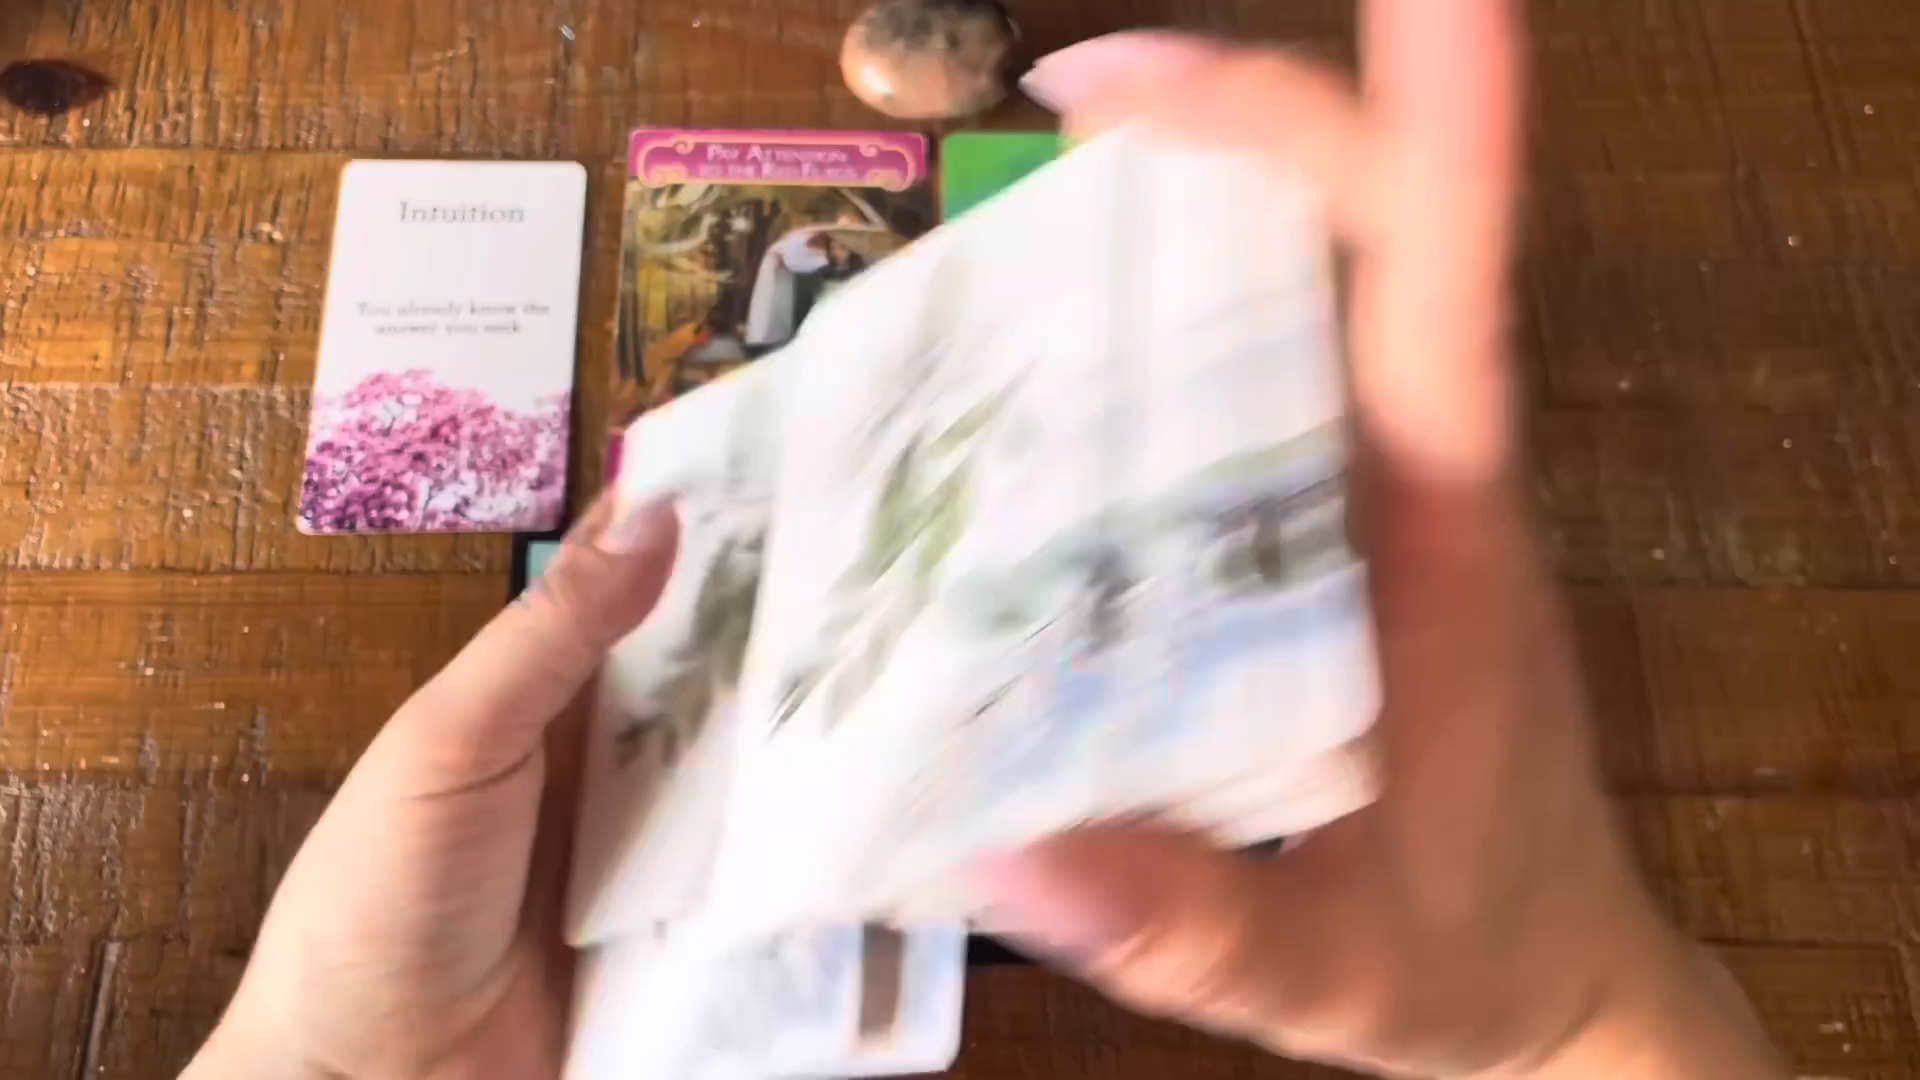 Intuition
You already know the
answer you seek
Pay Attention
to the Red Flags